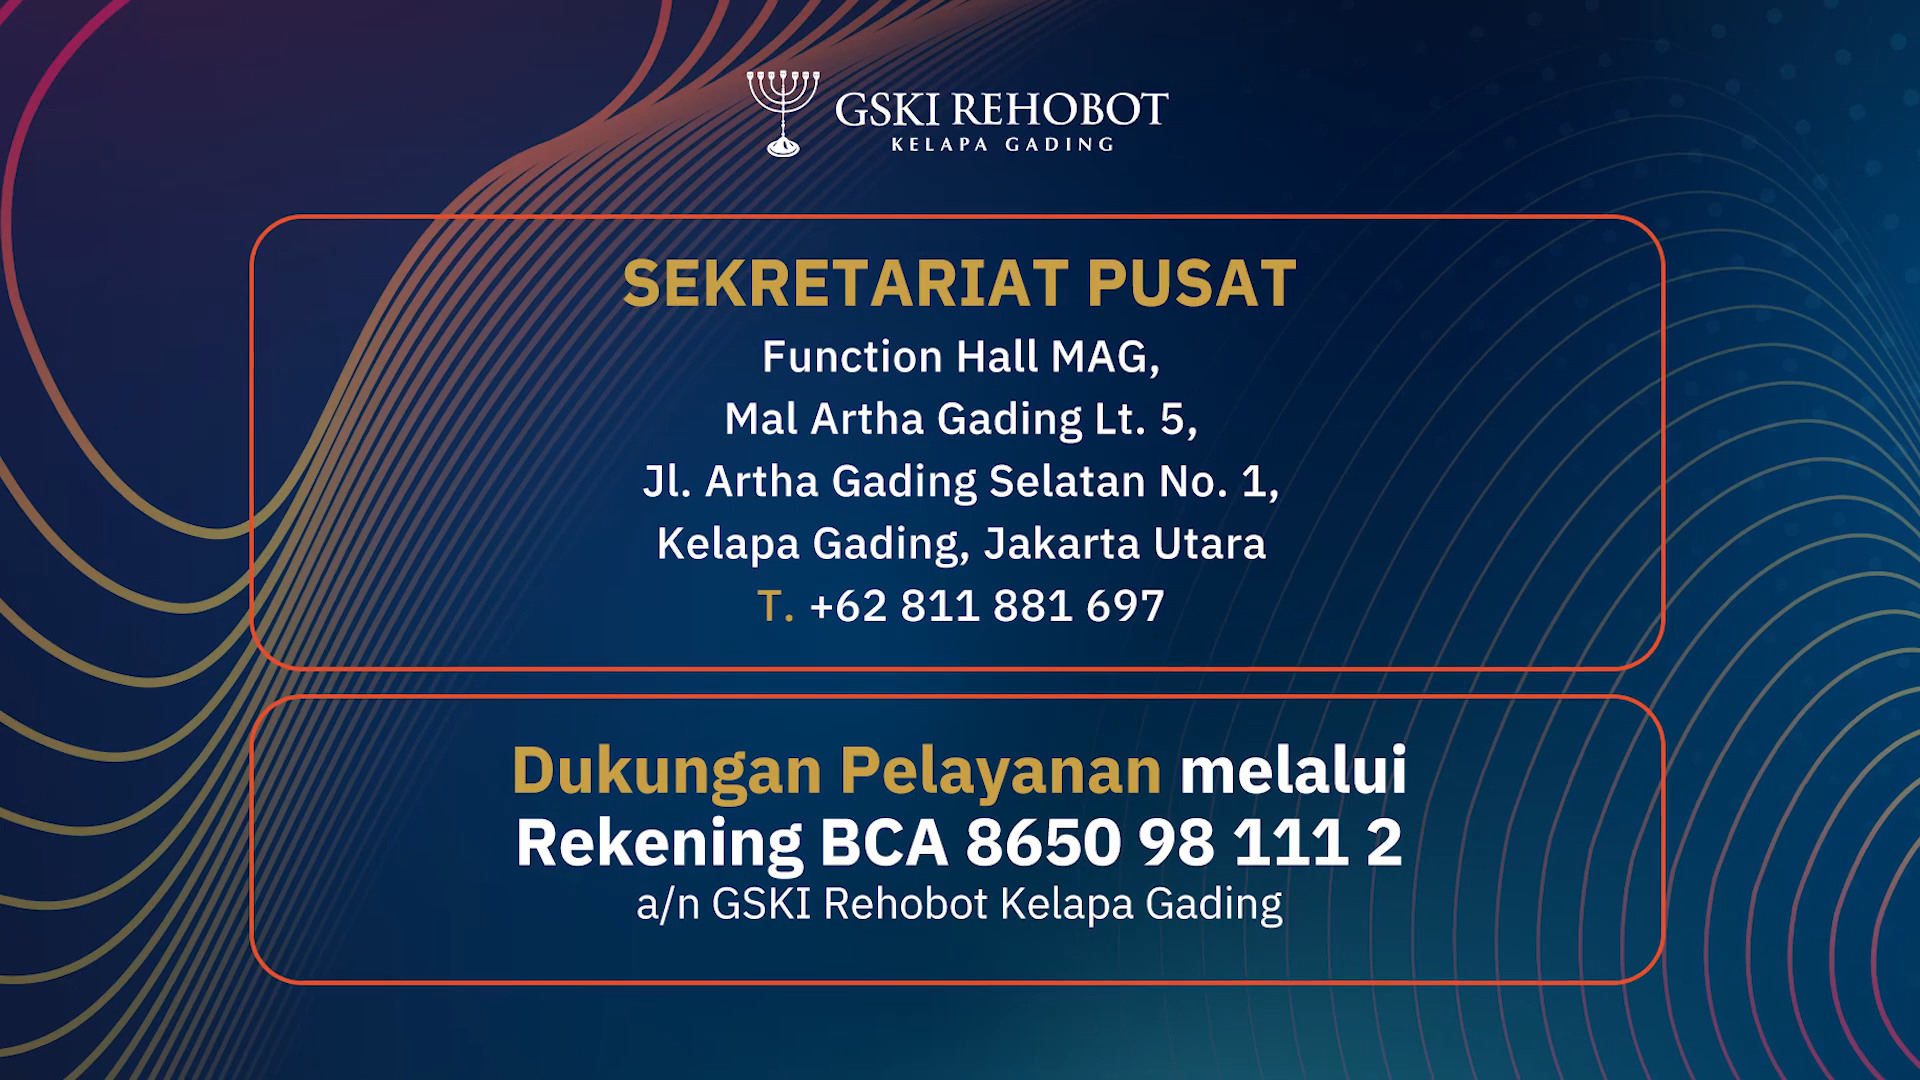 GSKI REHOBOT
KELAPA GADING
SEKRETARIAT PUSAT
Function Hall MAG,
Mal Artha Gading Lt. 5,
Jl. Artha Gading Selatan No. 1,
Kelapa Gading, Jakarta Utara
T. +62 811 881 697
Dukungan Pelayanan melalui
Rekening BCA 8650 98 111 2
a/n GSKI Rehobot Kelapa Gading